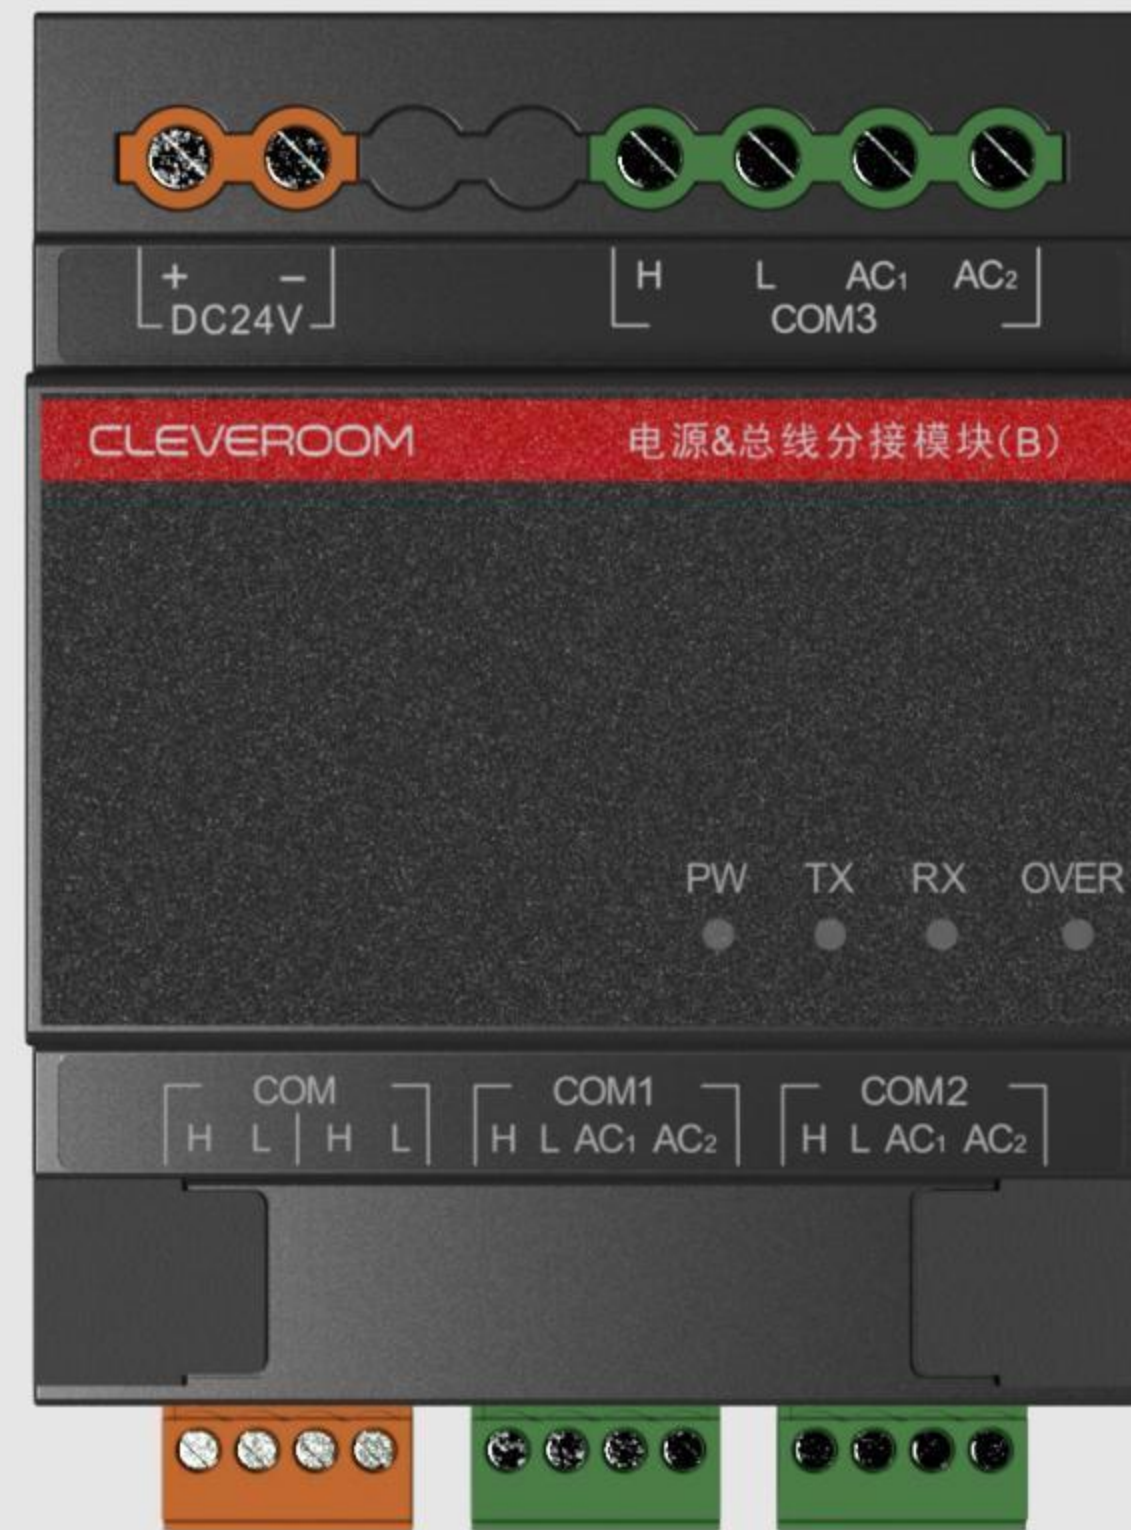 + −
DC24V
H L AC1 AC2
COM3
CLEVEROOM
电源&总线分接模块(B)
PW TX RX OVER
COM
H L | H L
COM1
H L AC1 AC2
COM2
H L AC1 AC2